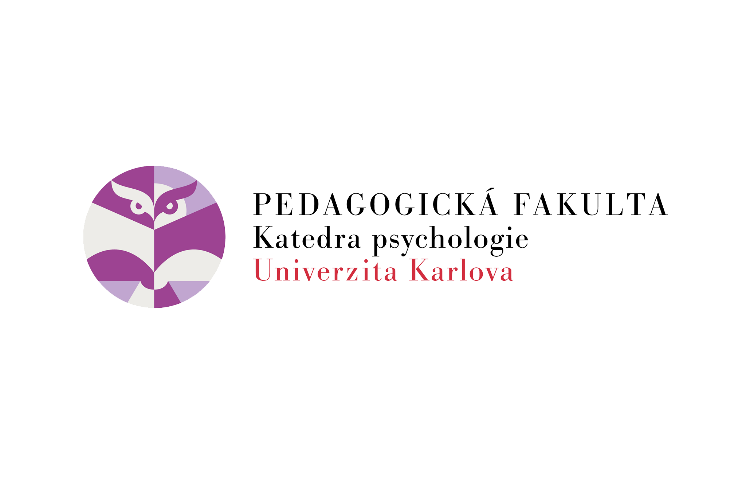 PEDAGOGICKÁ FAKULTA
Katedra psychologie
Univerzita Karlova